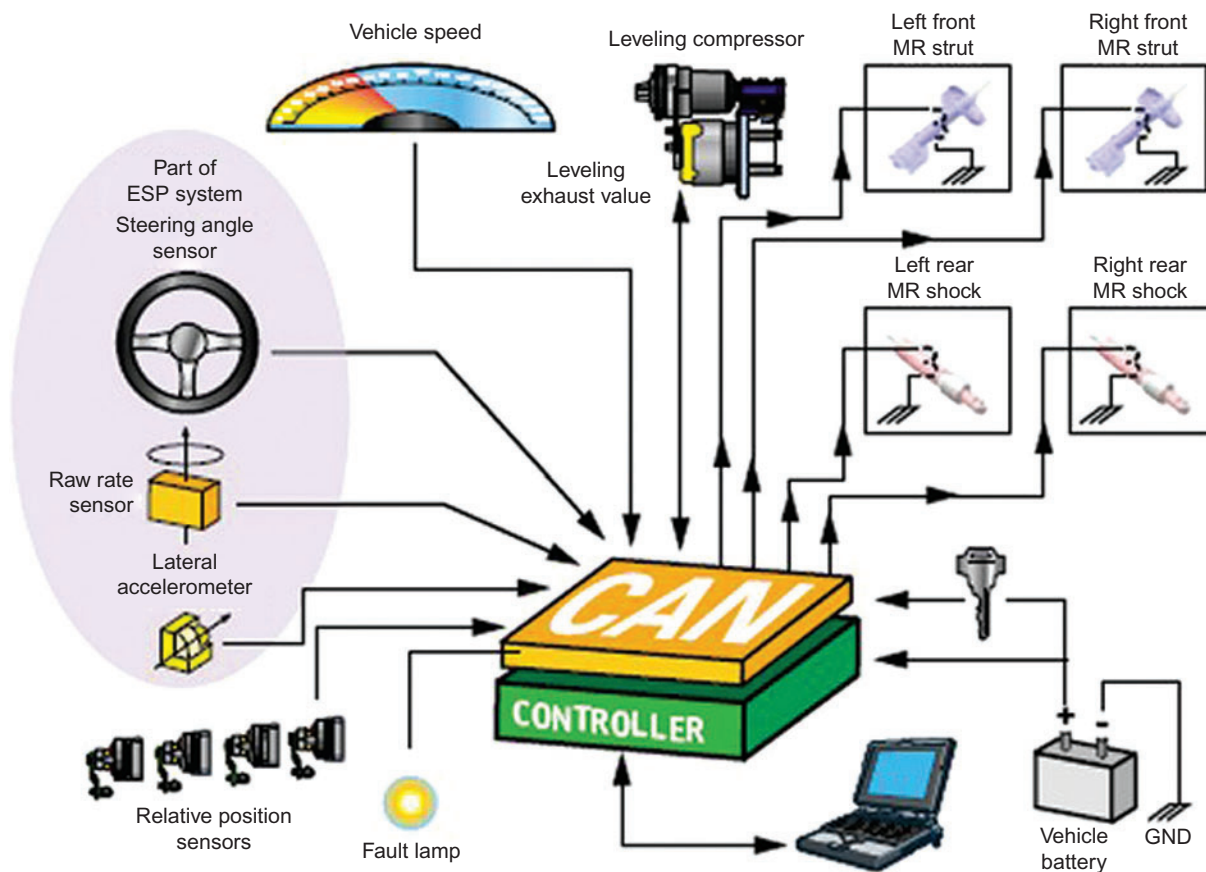 Vehicle speed
Leveling compressor
Left front
MR strut
Right front
MR strut
Part of
ESP system
Steering angle
sensor
Leveling
exhaust value
Left rear
MR shock
Right rear
MR shock
Raw rate
sensor
Lateral
accelerometer
CAN
CONTROLLER
+
-
Relative position
sensors
Fault lamp
Vehicle
battery
GND